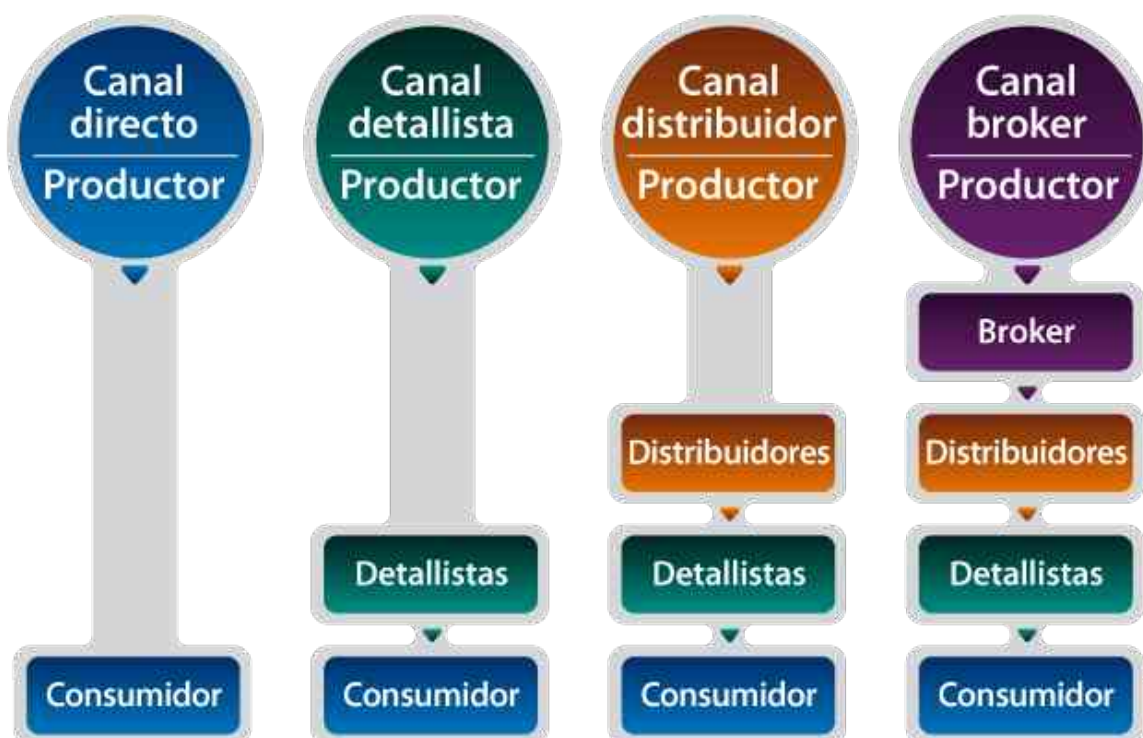 Canal
directo
Productor
Consumidor
Canal
detallista
Productor
Detallistas
Consumidor
Canal
distribuidor
Productor
Distribuidores
Detallistas
Consumidor
Canal
broker
Productor
Broker
Distribuidores
Detallistas
Consumidor